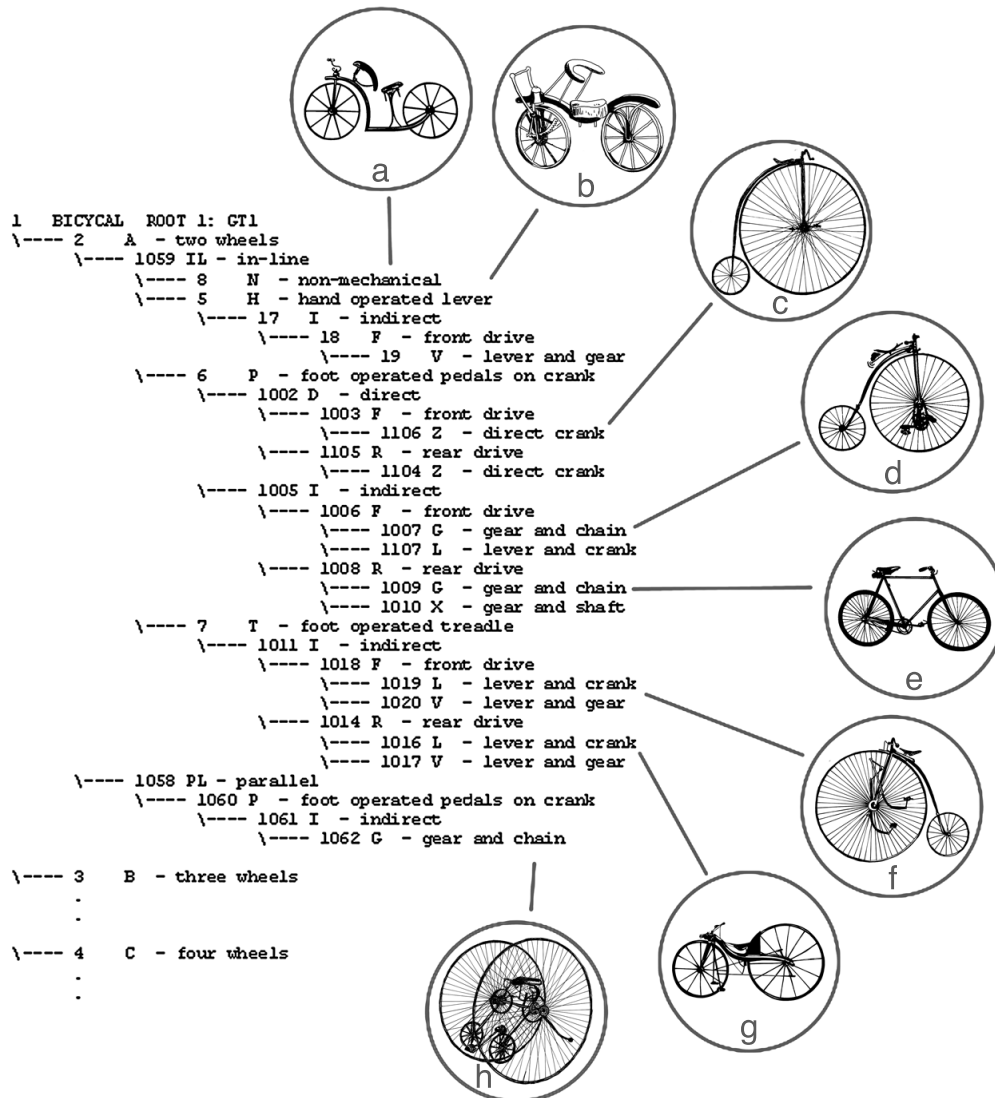 a
b
c
1 BICYCAL ROOT 1: GT1
\---- 2 A - two wheels
\---- 1059 IL - in-line
\---- 8 N - non-mechanical
\---- 5 H - hand operated lever
\---- 17 I - indirect
\---- 18 F - front drive
\---- 19 V - lever and gear
\---- 6 P - foot operated pedals on crank
\---- 1002 D - direct
\---- 1003 F - front drive
\---- 1106 Z - direct crank
\---- 1105 R - rear drive
\---- 1104 Z - direct crank
d
\---- 1005 I - indirect
\---- 1006 F - front drive
\---- 1007 G - gear and chain
\---- 1107 L - lever and crank
\---- 1008 R - rear drive
\---- 1009 G - gear and chain
\---- 1010 X - gear and shaft
\---- 7 T - foot operated treadle
\---- 1011 I - indirect
\---- 1018 F - front drive
\---- 1019 L - lever and crank
e
\---- 1020 V - lever and gear
\---- 1014 R - rear drive
\---- 1016 L - lever and crank
\---- 1017 V - lever and gear
\---- 1058 PL - parallel
\---- 1060 P - foot operated pedals on crank
\---- 1061 I - indirect
\---- 1062 G - gear and chain
f
\---- 3 B - three wheels
.
.
\---- 4 C - four wheels
.
.
g
h